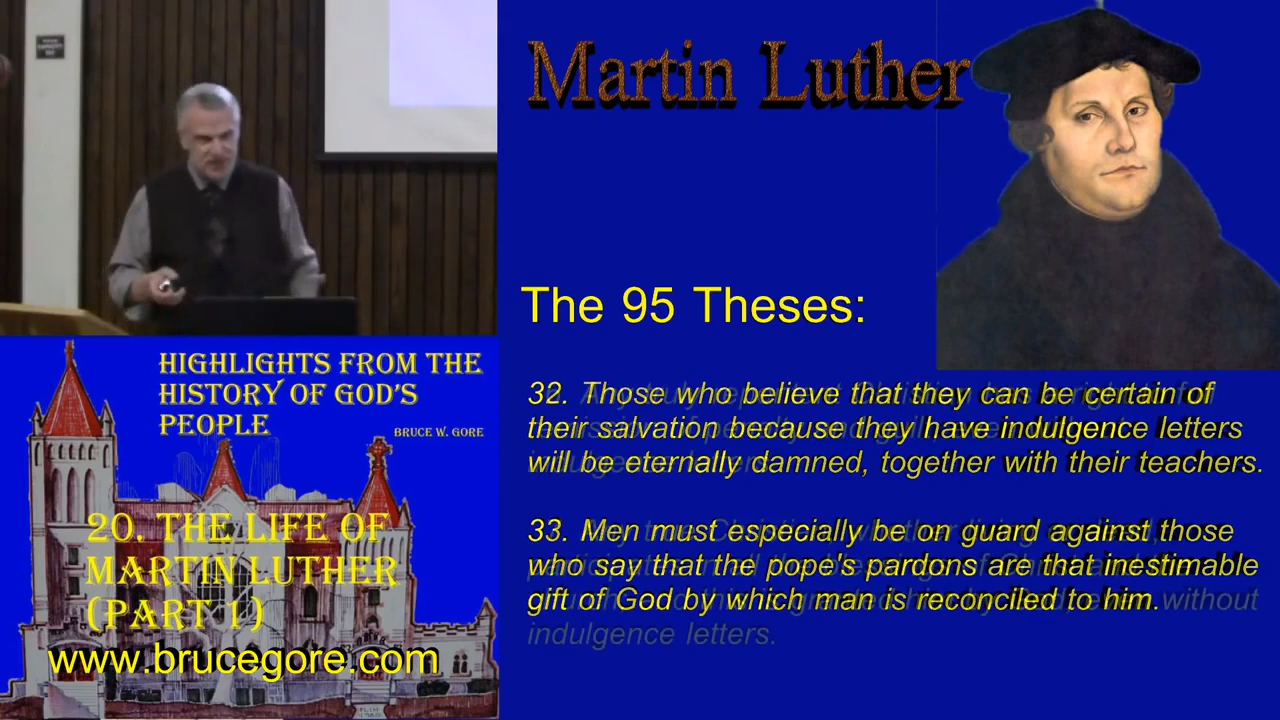 Martin Luther
The 95 Theses:
32. Those who believe that they can be certain of
their salvation because they have indulgence letters
will be eternally damned, together with their teachers.
33. Men must especially be on guard against those
who say that the pope's pardons are that inestimable
gift of God by which man is reconciled to him.
without
indulgence letters.
HIGHLIGHTS FROM THE
HISTORY OF GOD'S
PEOPLE
BRUCE W. GORE
20. THE LIFE OF
MARTIN LUTHER
(PART 1)
www.brucegore.com